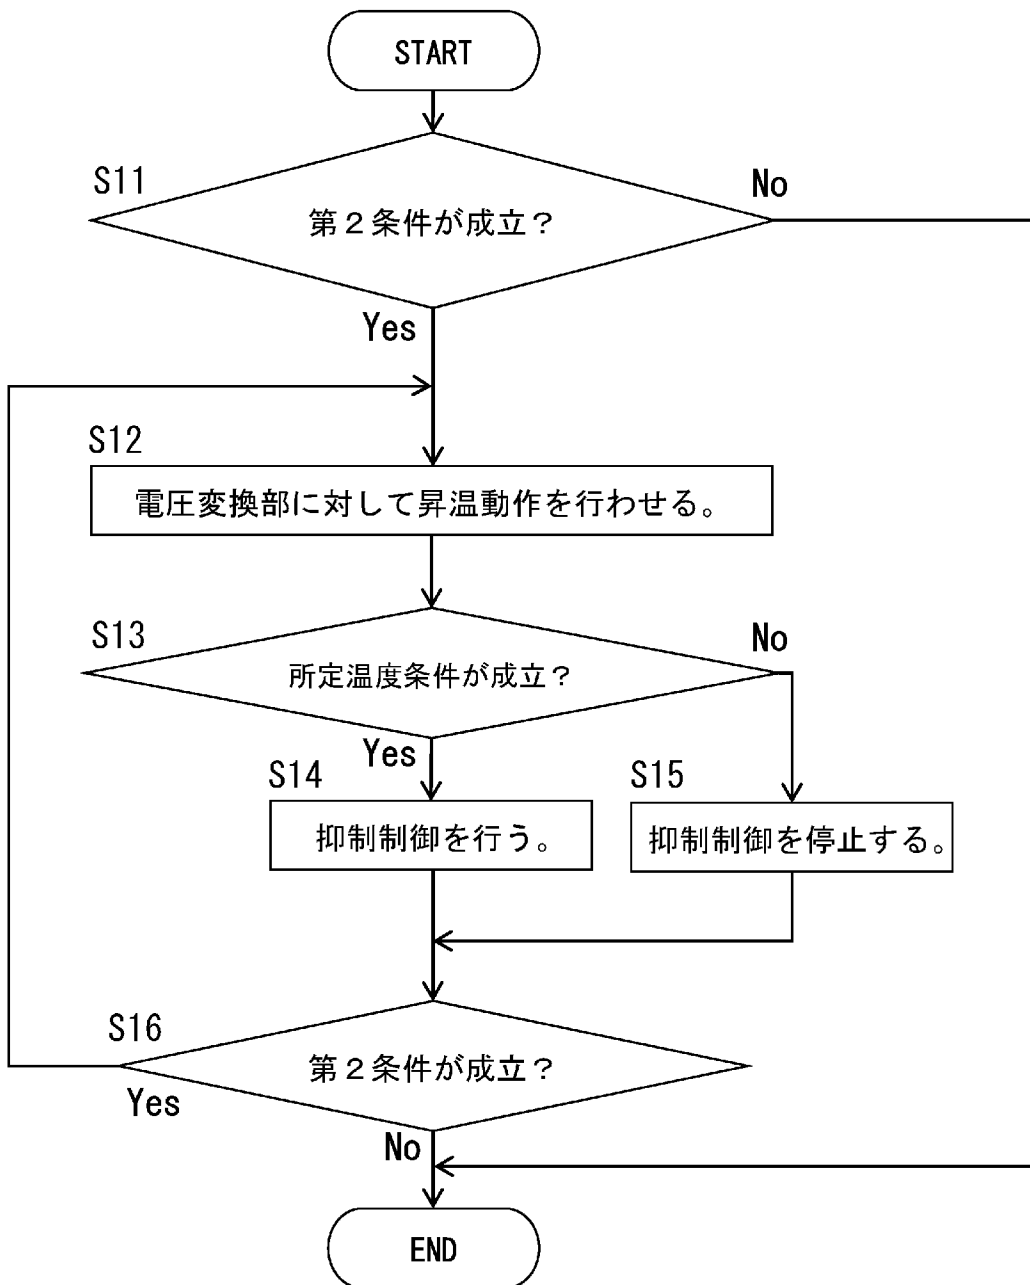 START
S11
No
第２条件が成立？
Yes
S12
電圧変換部に対して昇温動作を行わせる。
S13
No
所定温度条件が成立？
Yes
S14
S15
抑制制御を行う。
抑制制御を停止する。
S16
第２条件が成立？
Yes
No
END